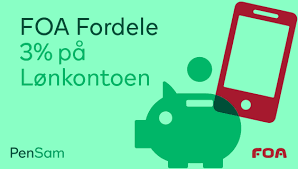 FOA Fordele
3% på
Lønkontoen
PenSam
FOA